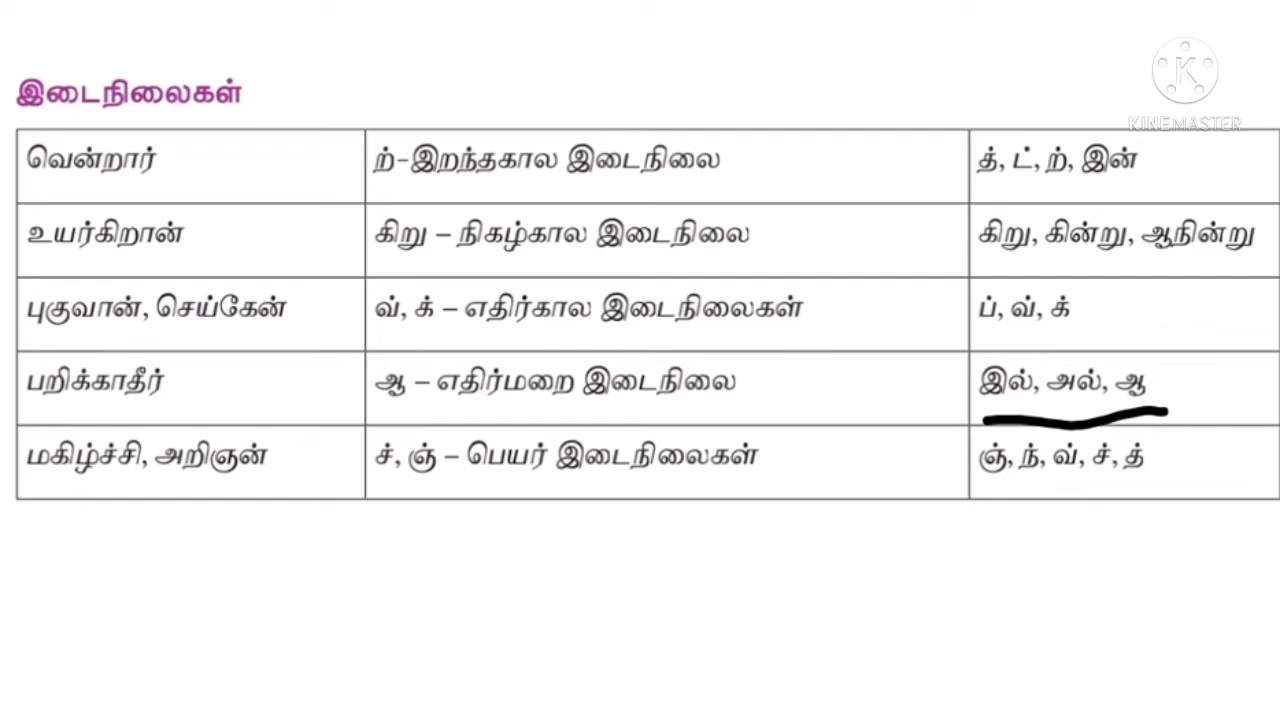 K
KINEMASTER
இடைநிலைகள்
வென்றார் ற்-இறந்தகால இடைநிலை த், ட், ற், இன்
உயர்கிறான் கிறு – நிகழ்கால இடைநிலை கிறு, கின்று, ஆநின்று
புகுவான், செய்கேன் வ், க் – எதிர்கால இடைநிலைகள் ப், வ், க்
பறிக்காதீர் ஆ – எதிர்மறை இடைநிலை இல், அல், ஆ
மகிழ்ச்சி, அறிஞன் ச், ஞ் – பெயர் இடைநிலைகள் ஞ், ந், வ், ச், த்